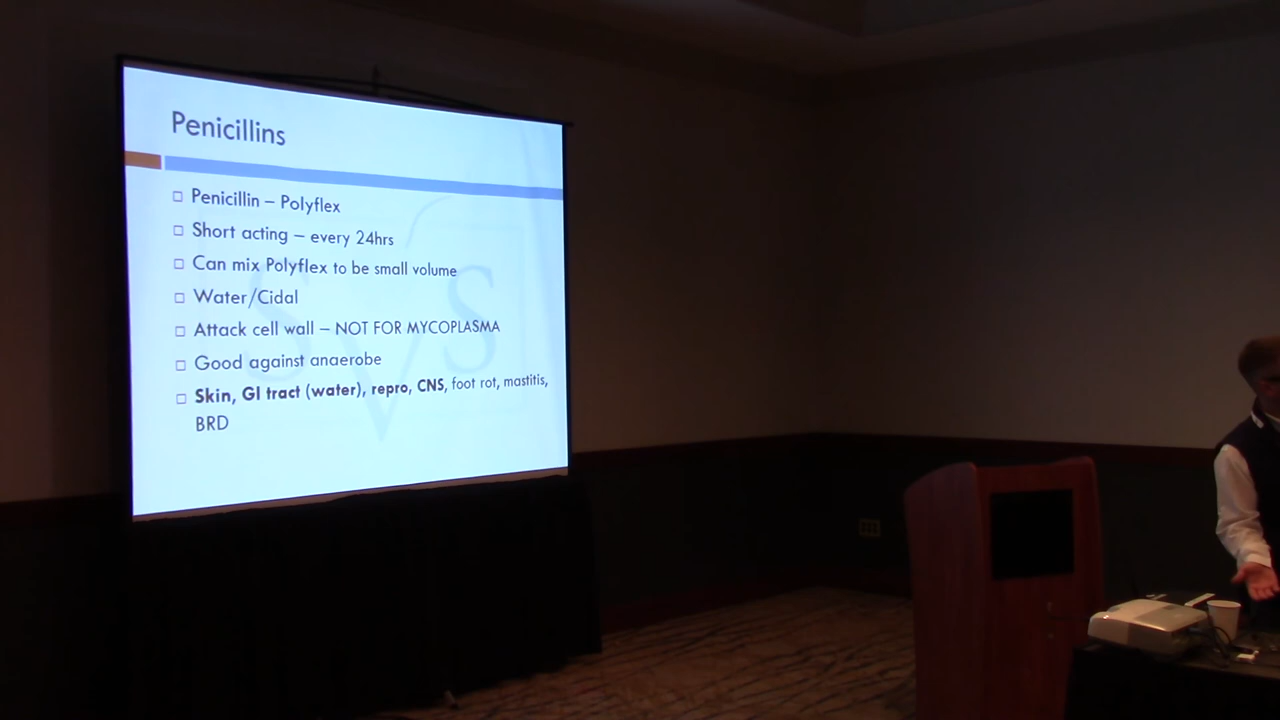 Penicillins
□ Penicillin – Polyflex
□ Short acting – every 24hrs
□ Can mix Polyflex to be small volume
□ Water/Cidal
□ Attack cell wall – NOT FOR MYCOPLASMA
□ Good against anaerobe
□ Skin, GI tract (water), repro, CNS, foot rot, mastitis,
BRD
S V S